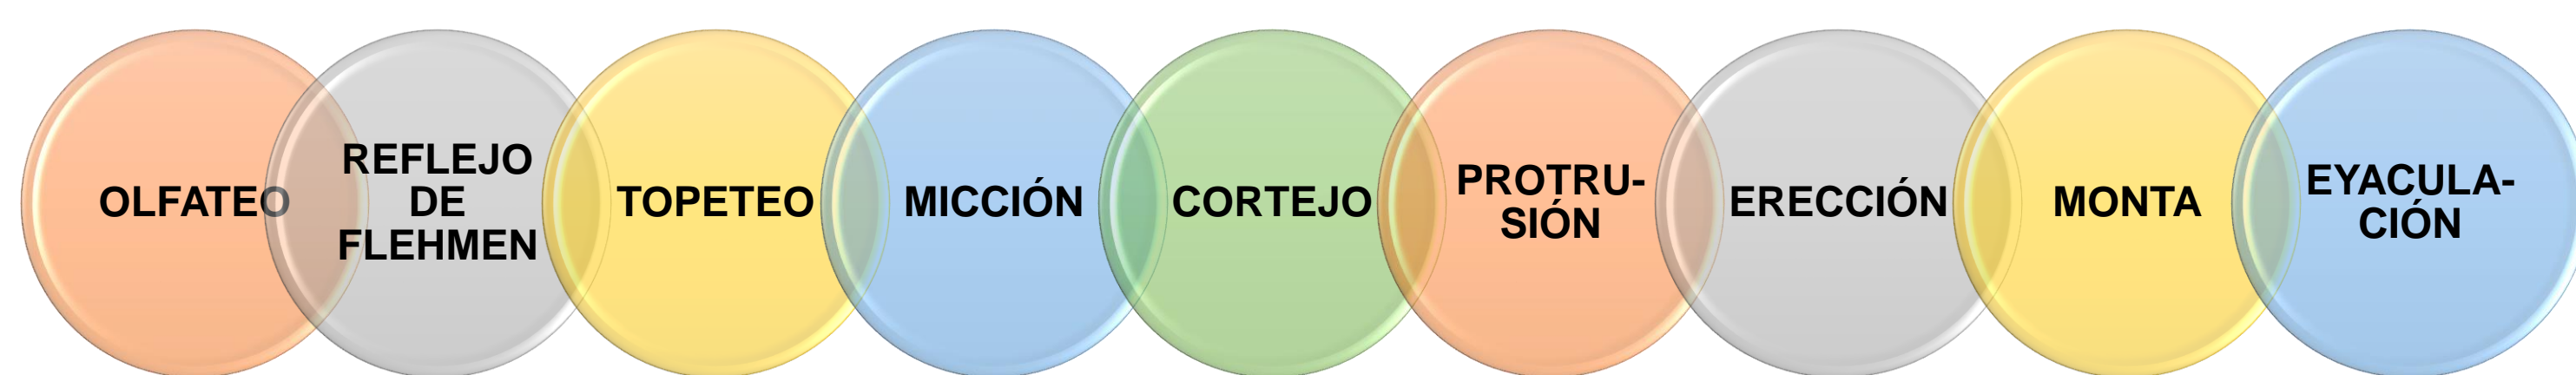 OLFATEO
REFLEJO
DE
FLEHMEN
TOPETEO
MICCIÓN
CORTEJO
PROTRU-
SIÓN
ERECCIÓN
MONTA
EYACULA-
CIÓN